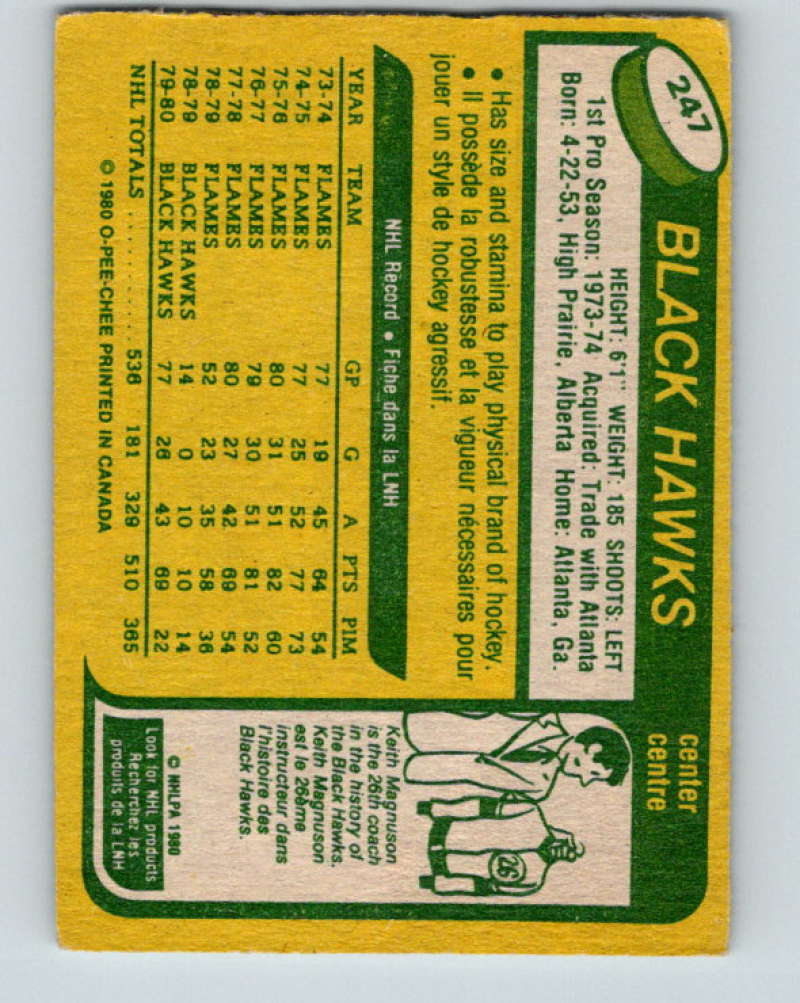 247
BLACK HAWKS
center
centre
HEIGHT: 6'1" WEIGHT: 185 SHOOTS: LEFT
1st Pro Season: 1973-74 Acquired: Trade with Atlanta
Born: 4-22-53, High Prairie, Alberta Home: Atlanta, Ga.
• Has size and stamina to play physical brand of hockey.
• Il possède la robustesse et la vigueur nécessaires pour
jouer un style de hockey agressif.
NHL Record • Fiche dans la LNH
YEAR TEAM GP G A PTS PIM
73-74 FLAMES 77 19 45 64 54
74-75 FLAMES 77 25 52 77 73
75-76 FLAMES 80 31 51 82 60
76-77 FLAMES 79 30 51 81 52
77-78 FLAMES 80 27 42 69 54
78-79 FLAMES 52 23 35 58 36
78-79 BLACK HAWKS 14 0 10 10 14
79-80 BLACK HAWKS 77 26 43 69 22
NHL TOTALS .......... 536 181 329 510 365
© 1980 O-PEE-CHEE PRINTED IN CANADA
26
Keith Magnuson
is the 26th coach
in the history of
the Black Hawks.
Keith Magnuson
est le 26ème
instructeur dans
l'histoire des
Black Hawks.
© NHLPA 1980
Look for NHL products
Recherchez les
produits de la LNH